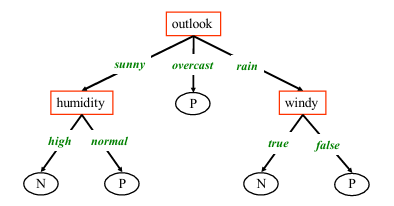 outlook
sunny overcast rain
humidity P windy
high normal true false
N P N P